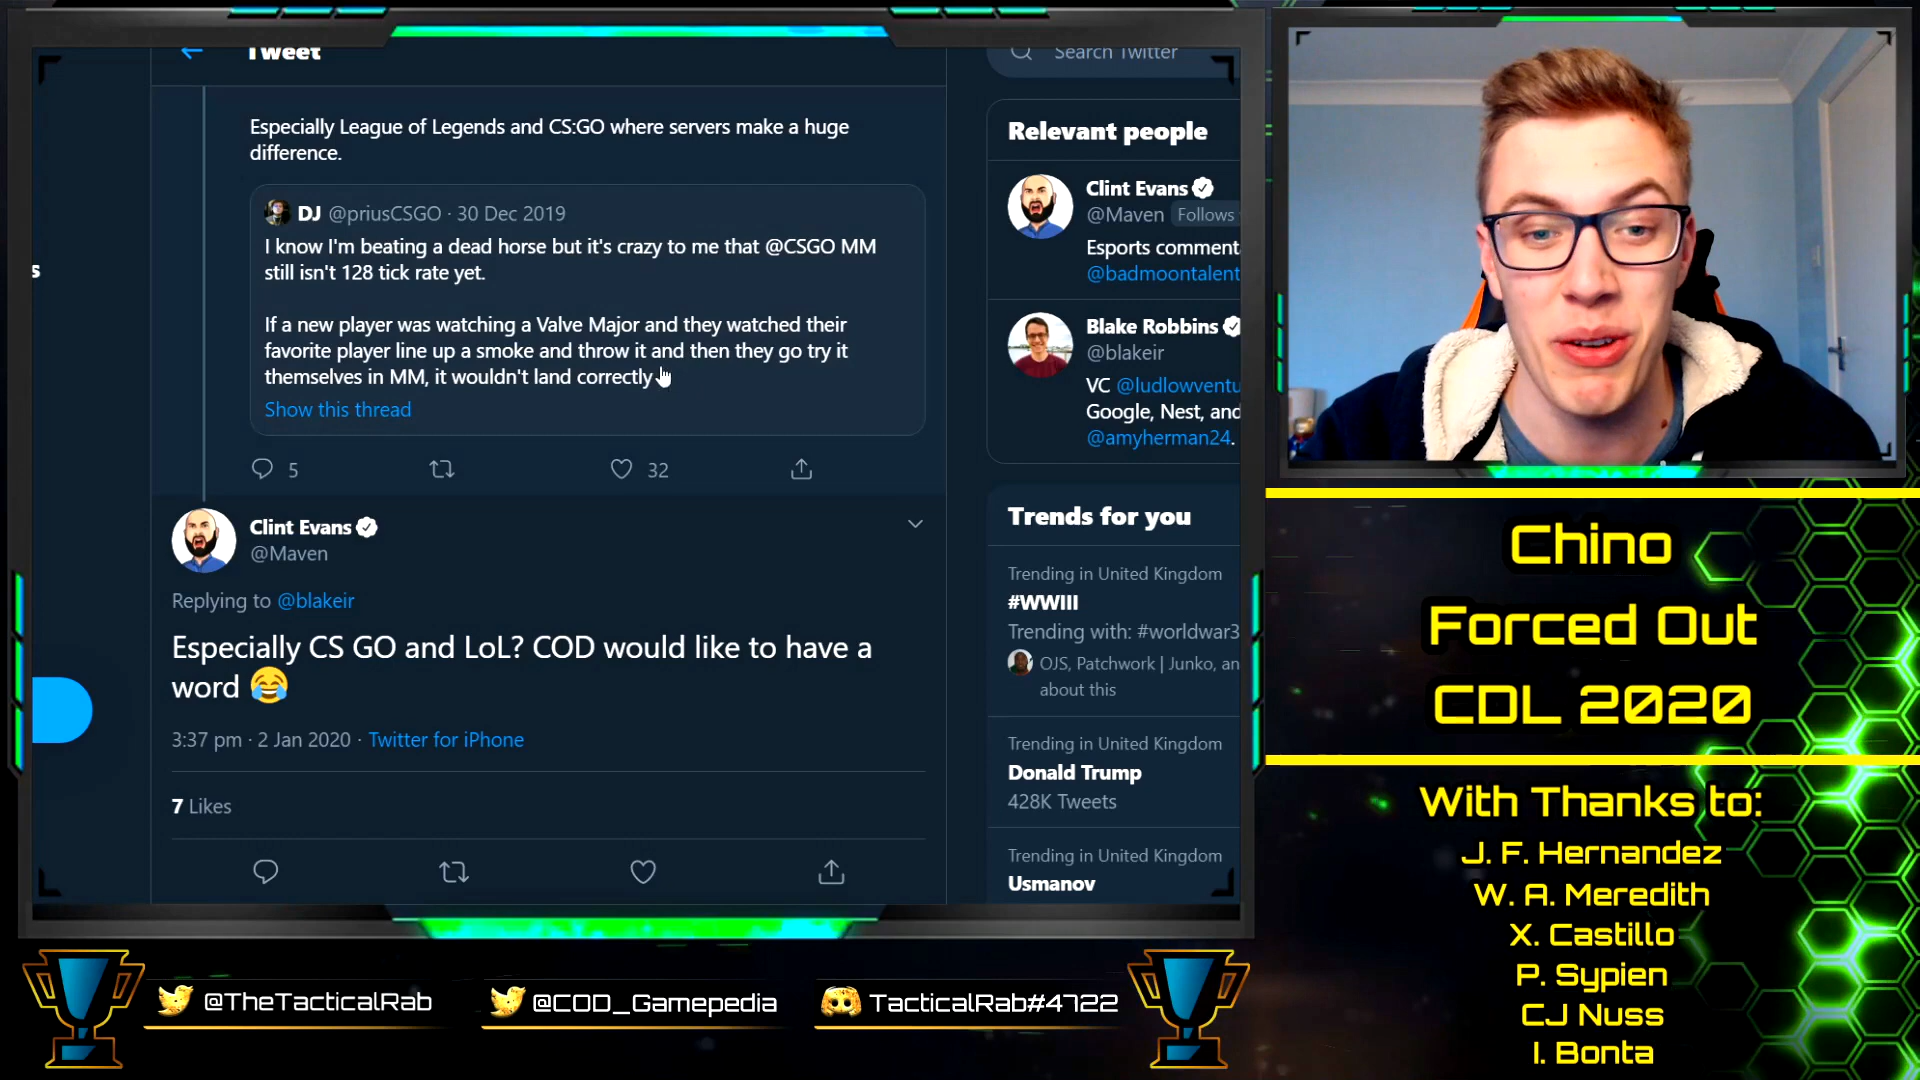 Tweet
Search Twitter
Especially League of Legends and CS:GO where servers make a huge
difference.
DJ @priusCSGO · 30 Dec 2019
I know I'm beating a dead horse but it's crazy to me that @CSGO MM
still isn't 128 tick rate yet.
If a new player was watching a Valve Major and they watched their
favorite player line up a smoke and throw it and then they go try it
themselves in MM, it wouldn't land correctly
Show this thread
5
32
s
Clint Evans
@Maven
Replying to @blakeir
Especially CS GO and LoL? COD would like to have a
word 😂
3:37 pm · 2 Jan 2020 · Twitter for iPhone
7 Likes
Relevant people
Clint Evans
@Maven Follows
Esports comment
@badmoontalent
Blake Robbins
@blakeir
VC @ludlowventu
Google, Nest, and
@amyherman24.
Trends for you
Trending in United Kingdom
#WWIII
Trending with: #worldwar3
OJS, Patchwork | Junko, an
about this
Trending in United Kingdom
Donald Trump
428K Tweets
Trending in United Kingdom
Usmanov
Chino
Forced Out
CDL 2020
With Thanks to:
J. F. Hernandez
W. A. Meredith
X. Castillo
P. Sypien
CJ Nuss
I. Bonta
@TheTacticalRab
@COD_Gamepedia
TacticalRab#4722